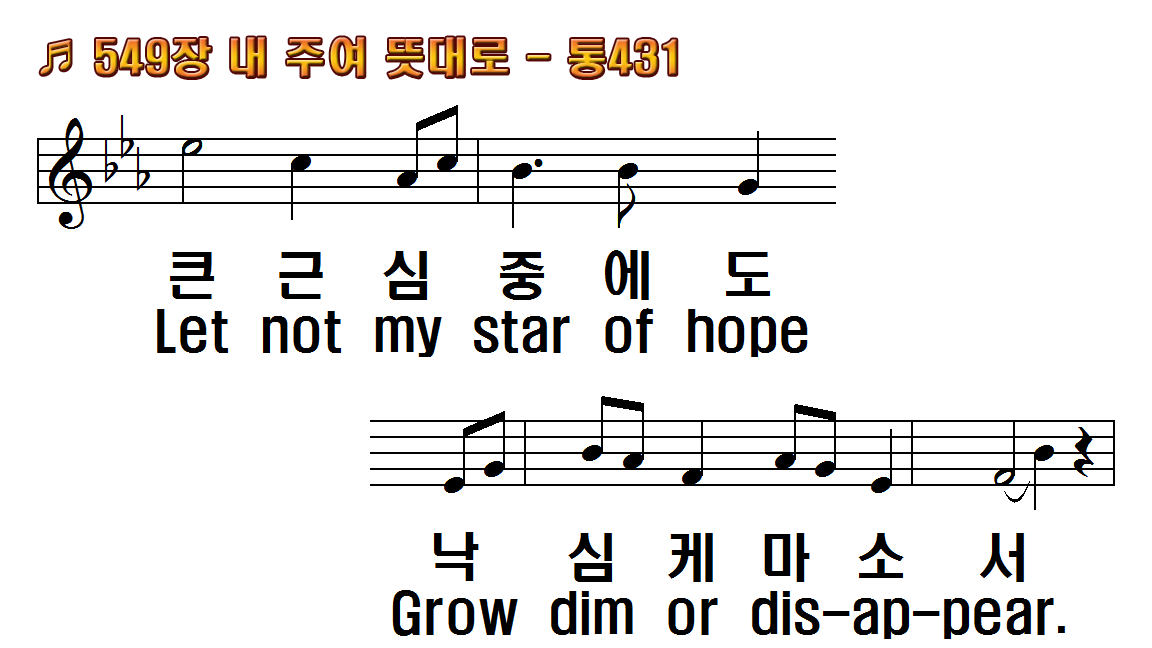 ♬ 549장 내 주여 뜻대로 - 통431
큰 근 심 중 에 도
Let not my star of hope
낙 심 케 마 소 서
Grow dim or dis-ap-pear.